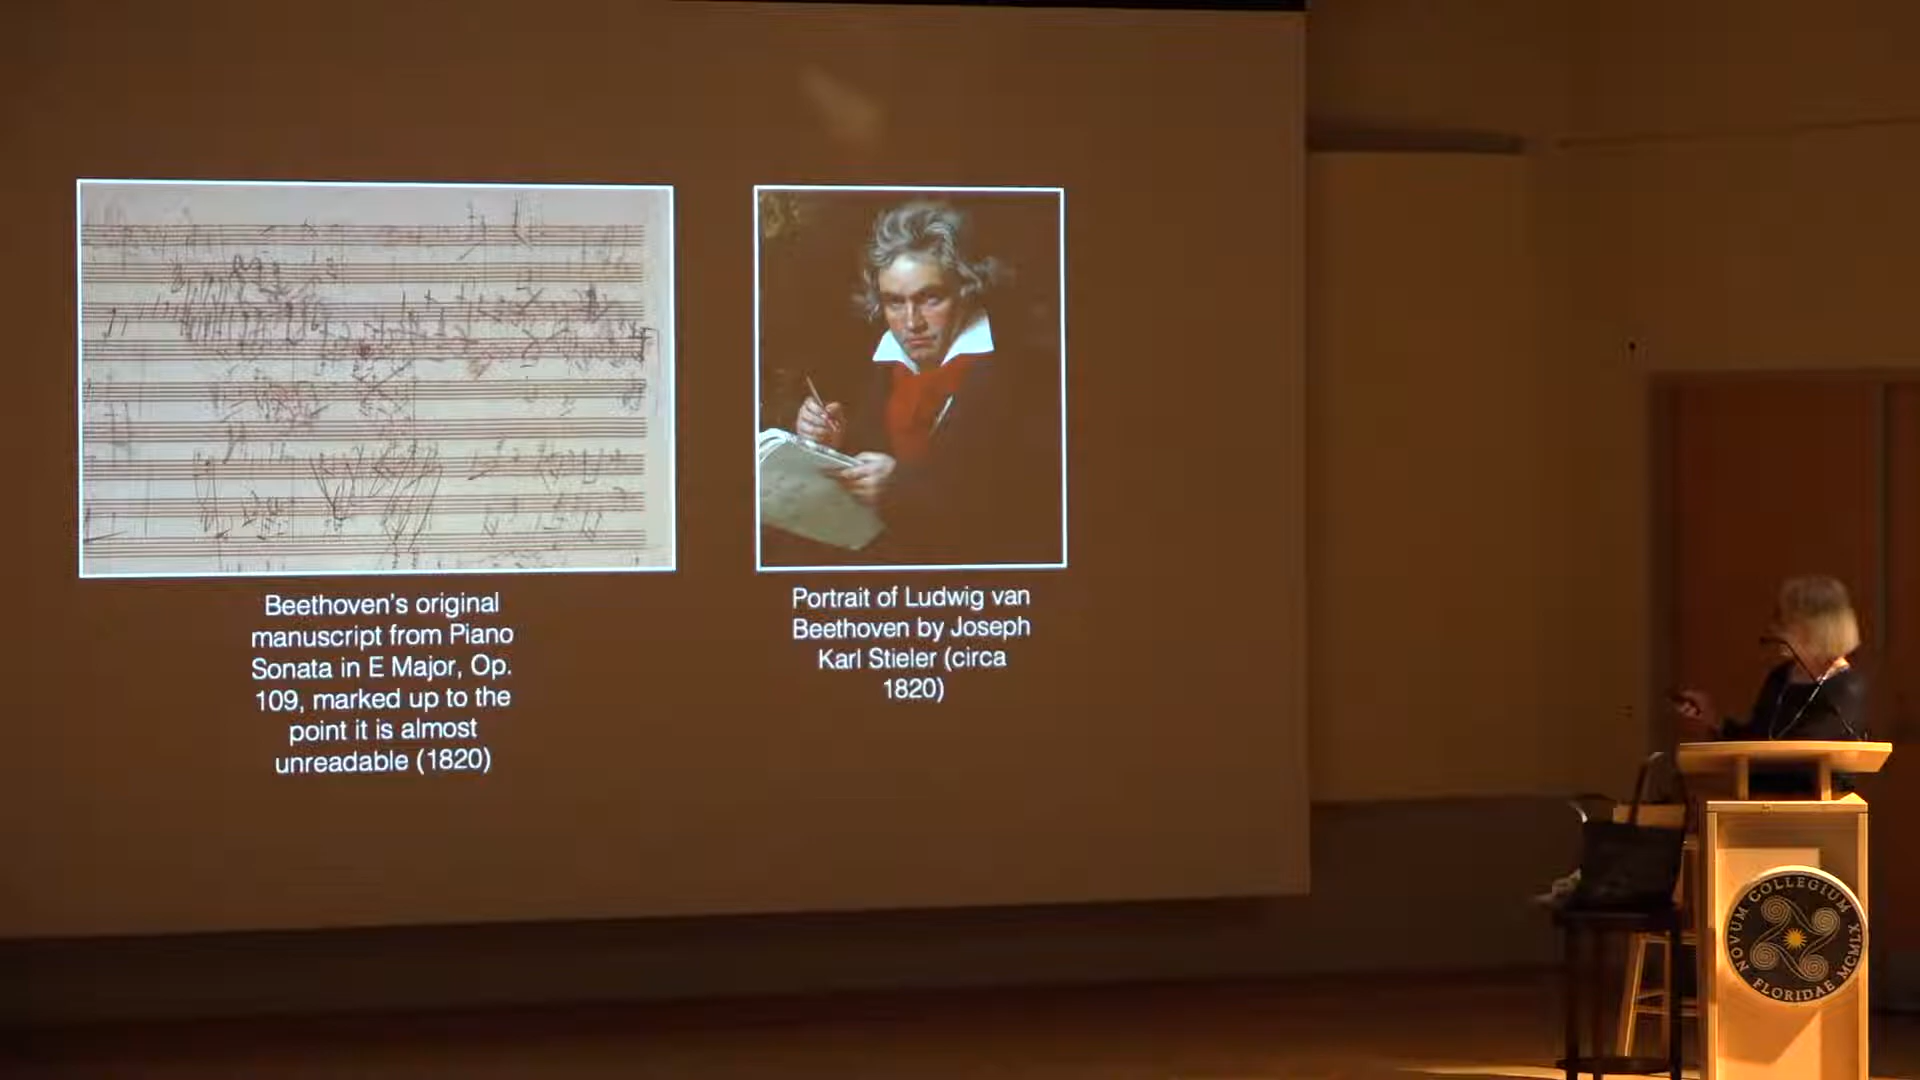 Beethoven's original
manuscript from Piano
Sonata in E Major, Op.
109, marked up to the
point it is almost
unreadable (1820)
Portrait of Ludwig van
Beethoven by Joseph
Karl Stieler (circa
1820)
NOVUM COLLEGIUM
FLORIDAE MCMLX